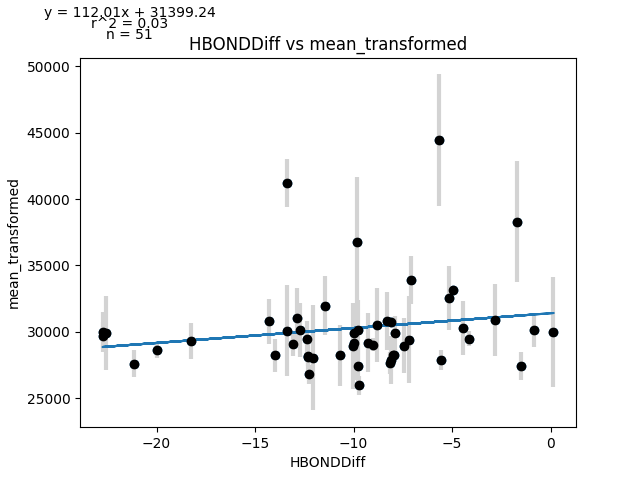 y = 112.01x + 31399.24
r^2 = 0.03
n = 51
HBONDDiff vs mean_transformed
50000
45000
40000
35000
30000
25000
mean_transformed
−20
−15
−10
−5
0
HBONDDiff